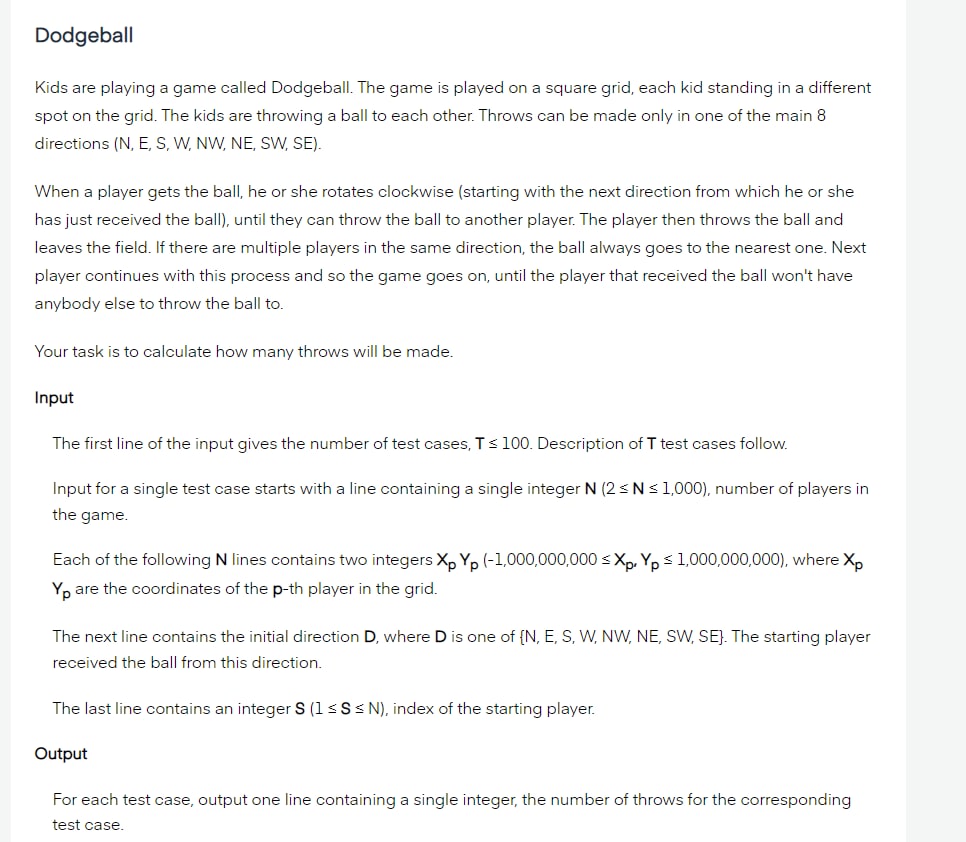 Dodgeball
Kids are playing a game called Dodgeball. The game is played on a square grid, each kid standing in a different
spot on the grid. The kids are throwing a ball to each other. Throws can be made only in one of the main 8
directions (N, E, S, W, NW, NE, SW, SE).
When a player gets the ball, he or she rotates clockwise (starting with the next direction from which he or she
has just received the ball), until they can throw the ball to another player. The player then throws the ball and
leaves the field. If there are multiple players in the same direction, the ball always goes to the nearest one. Next
player continues with this process and so the game goes on, until the player that received the ball won't have
anybody else to throw the ball to.
Your task is to calculate how many throws will be made.
Input
The first line of the input gives the number of test cases, T ≤ 100. Description of T test cases follow.
Input for a single test case starts with a line containing a single integer N (2 ≤ N ≤ 1,000), number of players in
the game.
Each of the following N lines contains two integers Xp Yp (-1,000,000,000 ≤ Xp, Yp ≤ 1,000,000,000), where Xp
Yp are the coordinates of the p-th player in the grid.
The next line contains the initial direction D, where D is one of {N, E, S, W, NW, NE, SW, SE}. The starting player
received the ball from this direction.
The last line contains an integer S (1 ≤ S ≤ N), index of the starting player.
Output
For each test case, output one line containing a single integer, the number of throws for the corresponding
test case.